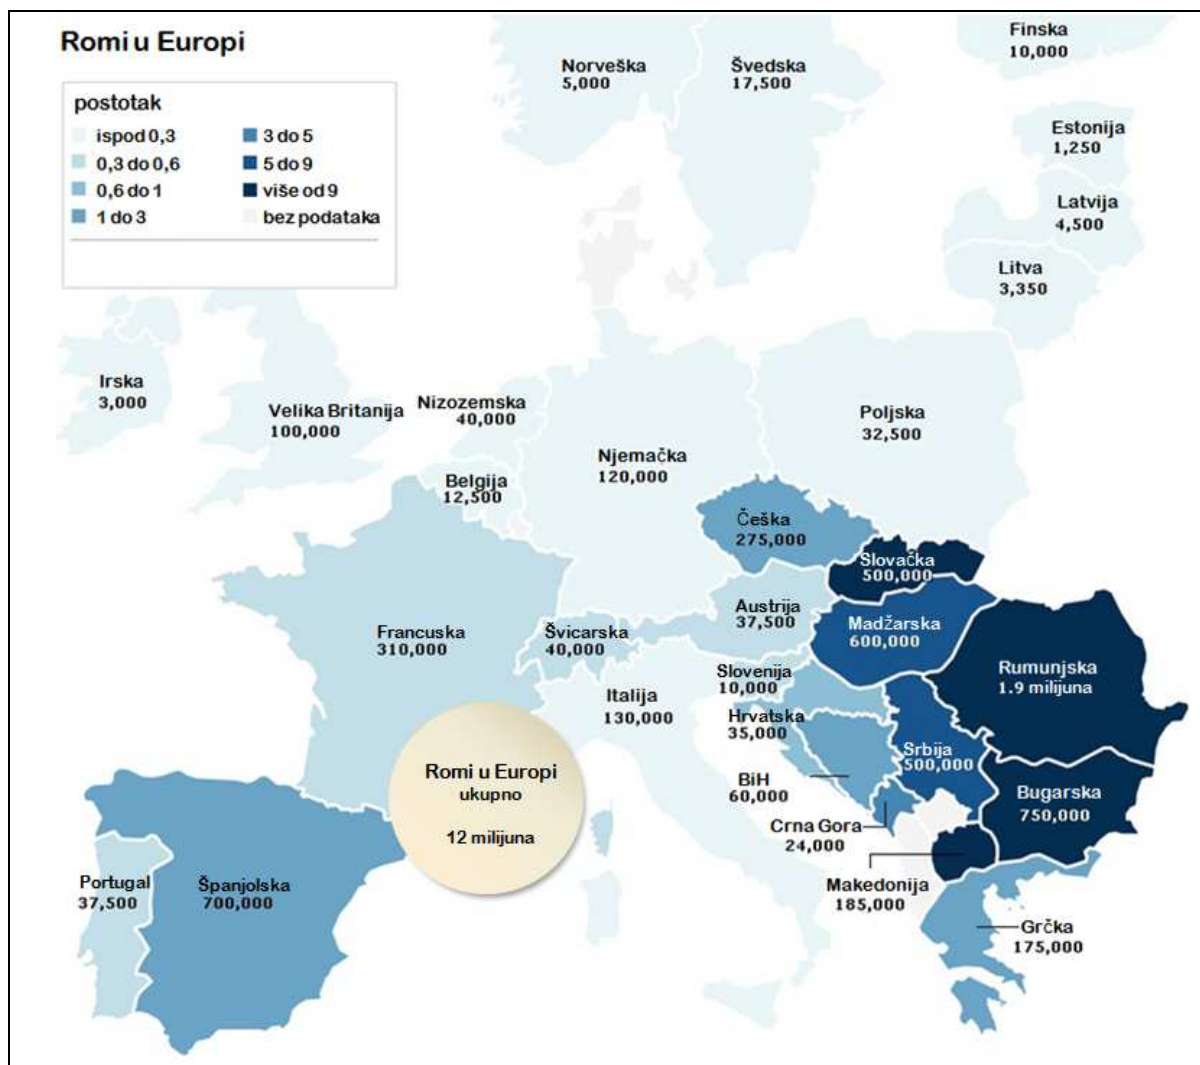 Romi u Europi
postotak
ispod 0,3
0,3 do 0,6
0,6 do 1
1 do 3
3 do 5
5 do 9
više od 9
bez podataka
Finska
10,000
Norveška
5,000
Švedska
17,500
Estonija
1,250
Latvija
4,500
Litva
3,350
Irska
3,000
Velika Britanija
100,000
Nizozemska
40,000
Poljska
32,500
Njemačka
120,000
Belgija
12,500
Češka
275,000
Slovačka
500,000
Austrija
37,500
Madžarska
600,000
Francuska
310,000
Švicarska
40,000
Slovenija
10,000
Rumunjska
1.9 milijuna
Italija
130,000
Hrvatska
35,000
Srbija
500,000
Romi u Europi
ukupno
12 milijuna
BiH
60,000
Bugarska
750,000
Crna Gora
24,000
Portugal
37,500
Španjolska
700,000
Makedonija
185,000
Grčka
175,000